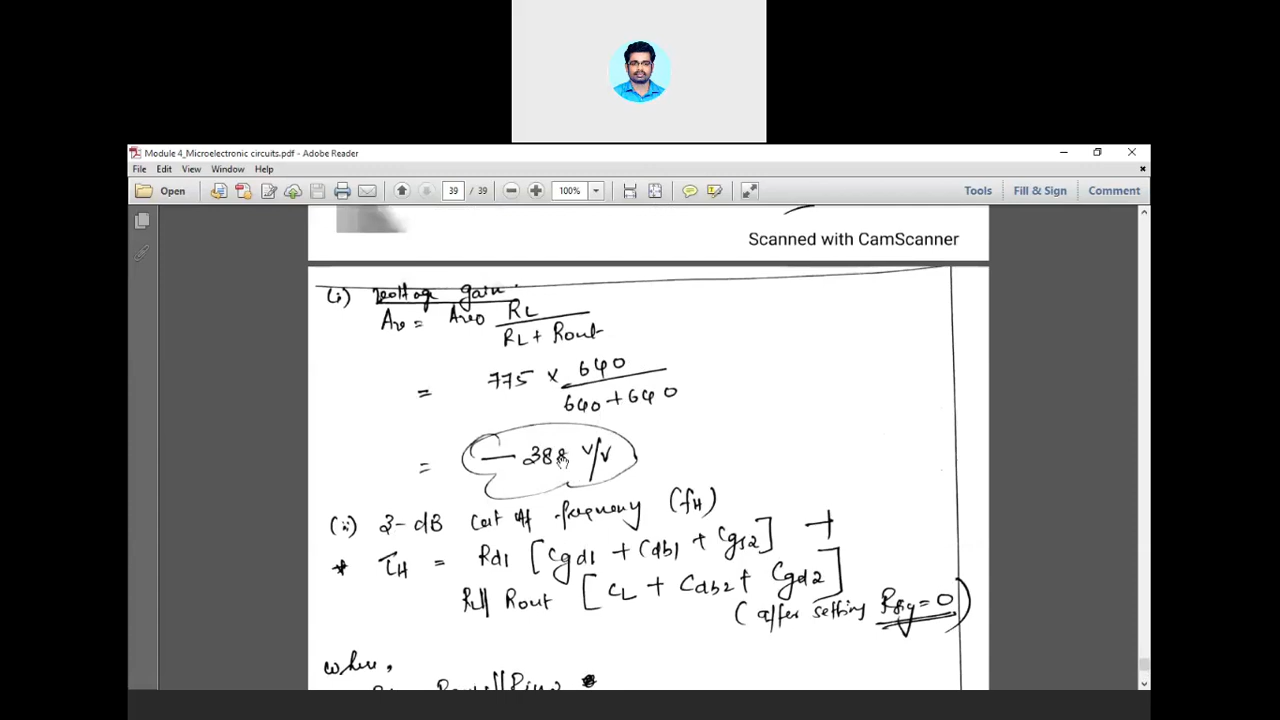 Module 4_Microelectronic circuits.pdf - Adobe Reader
File Edit View Window Help
Open 39 / 39 100% Tools Fill & Sign Comment
Scanned with CamScanner
(i) voltage gain.
Av = Avo RL
RL + Rout
= 775 x 640
640 + 640
= - 388 V/V
(ii) 3-dB cut off frequency (fH)
* τH = Rd1 [Cgd1 + Cdb1 + Cgs2] +
RL// Rout [CL + Cdb2 + Cgd2]
(after setting Rsig = 0)
where,